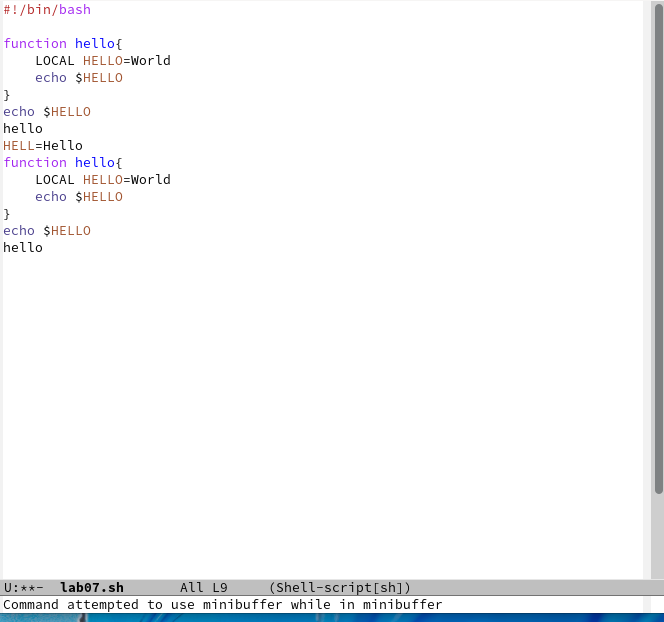 #!/bin/bash

function hello{
    LOCAL HELLO=World
    echo $HELLO
}
echo $HELLO
hello
HELL=Hello
function hello{
    LOCAL HELLO=World
    echo $HELLO
}
echo $HELLO
hello
U:**-  lab07.sh       All L9     (Shell-script[sh])
Command attempted to use minibuffer while in minibuffer